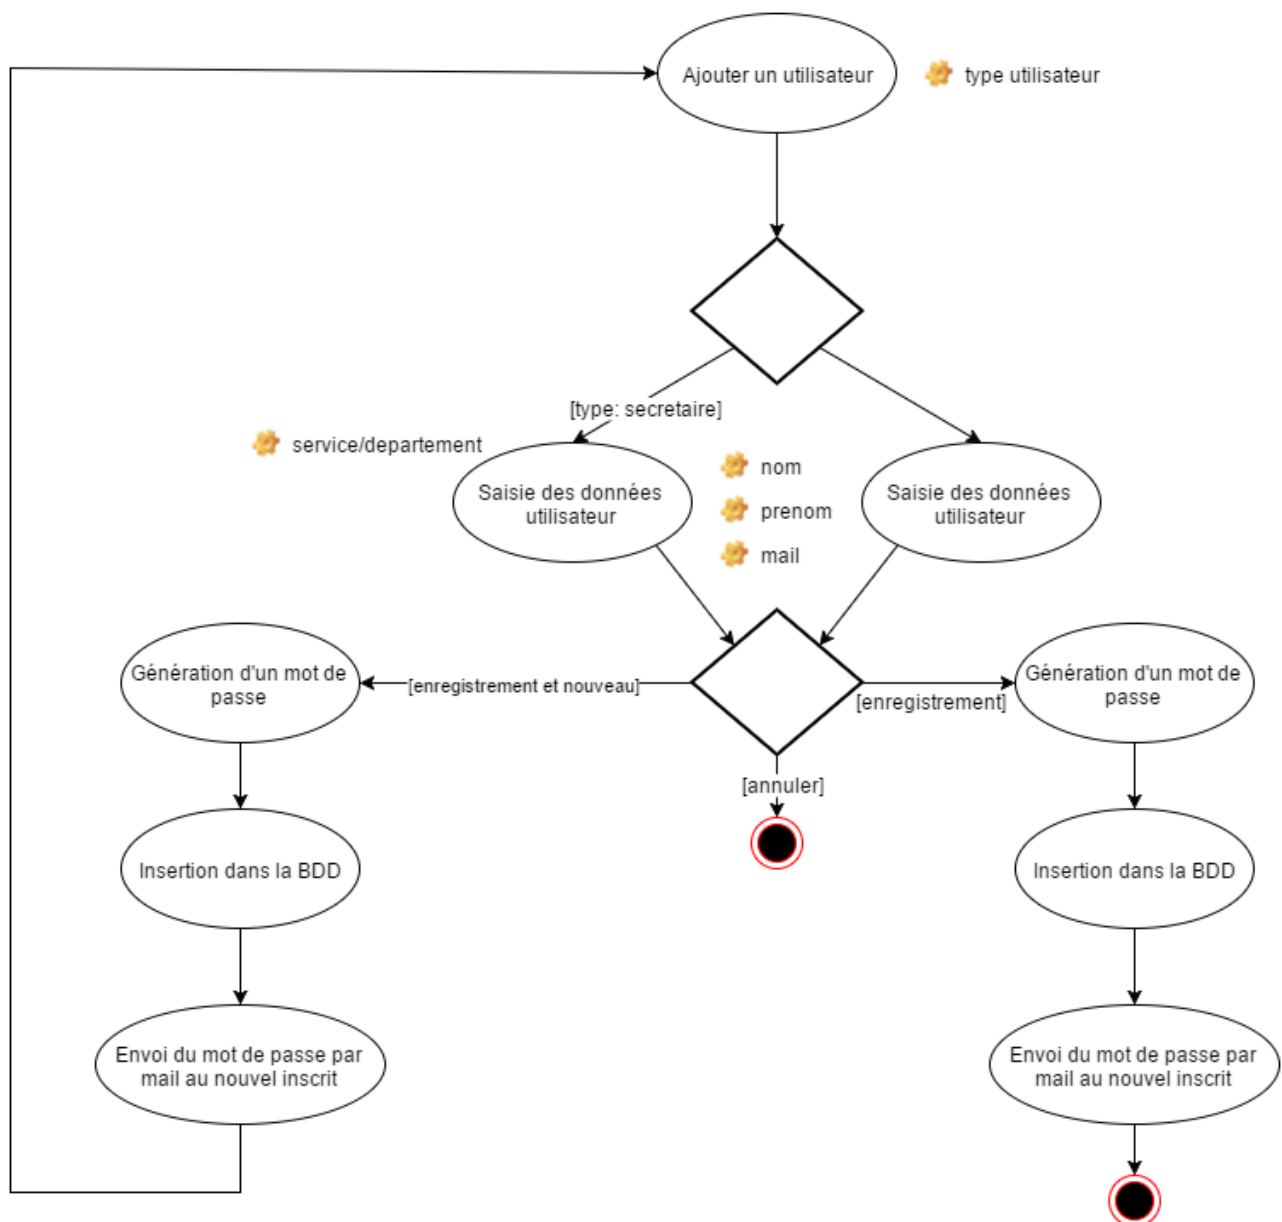 Ajouter un utilisateur
type utilisateur
[type: secretaire]
service/departement
nom
prenom
mail
Saisie des données
utilisateur
Saisie des données
utilisateur
Génération d'un mot de
passe
[enregistrement et nouveau]
[enregistrement]
Génération d'un mot de
passe
[annuler]
Insertion dans la BDD
Insertion dans la BDD
Envoi du mot de passe par
mail au nouvel inscrit
Envoi du mot de passe par
mail au nouvel inscrit